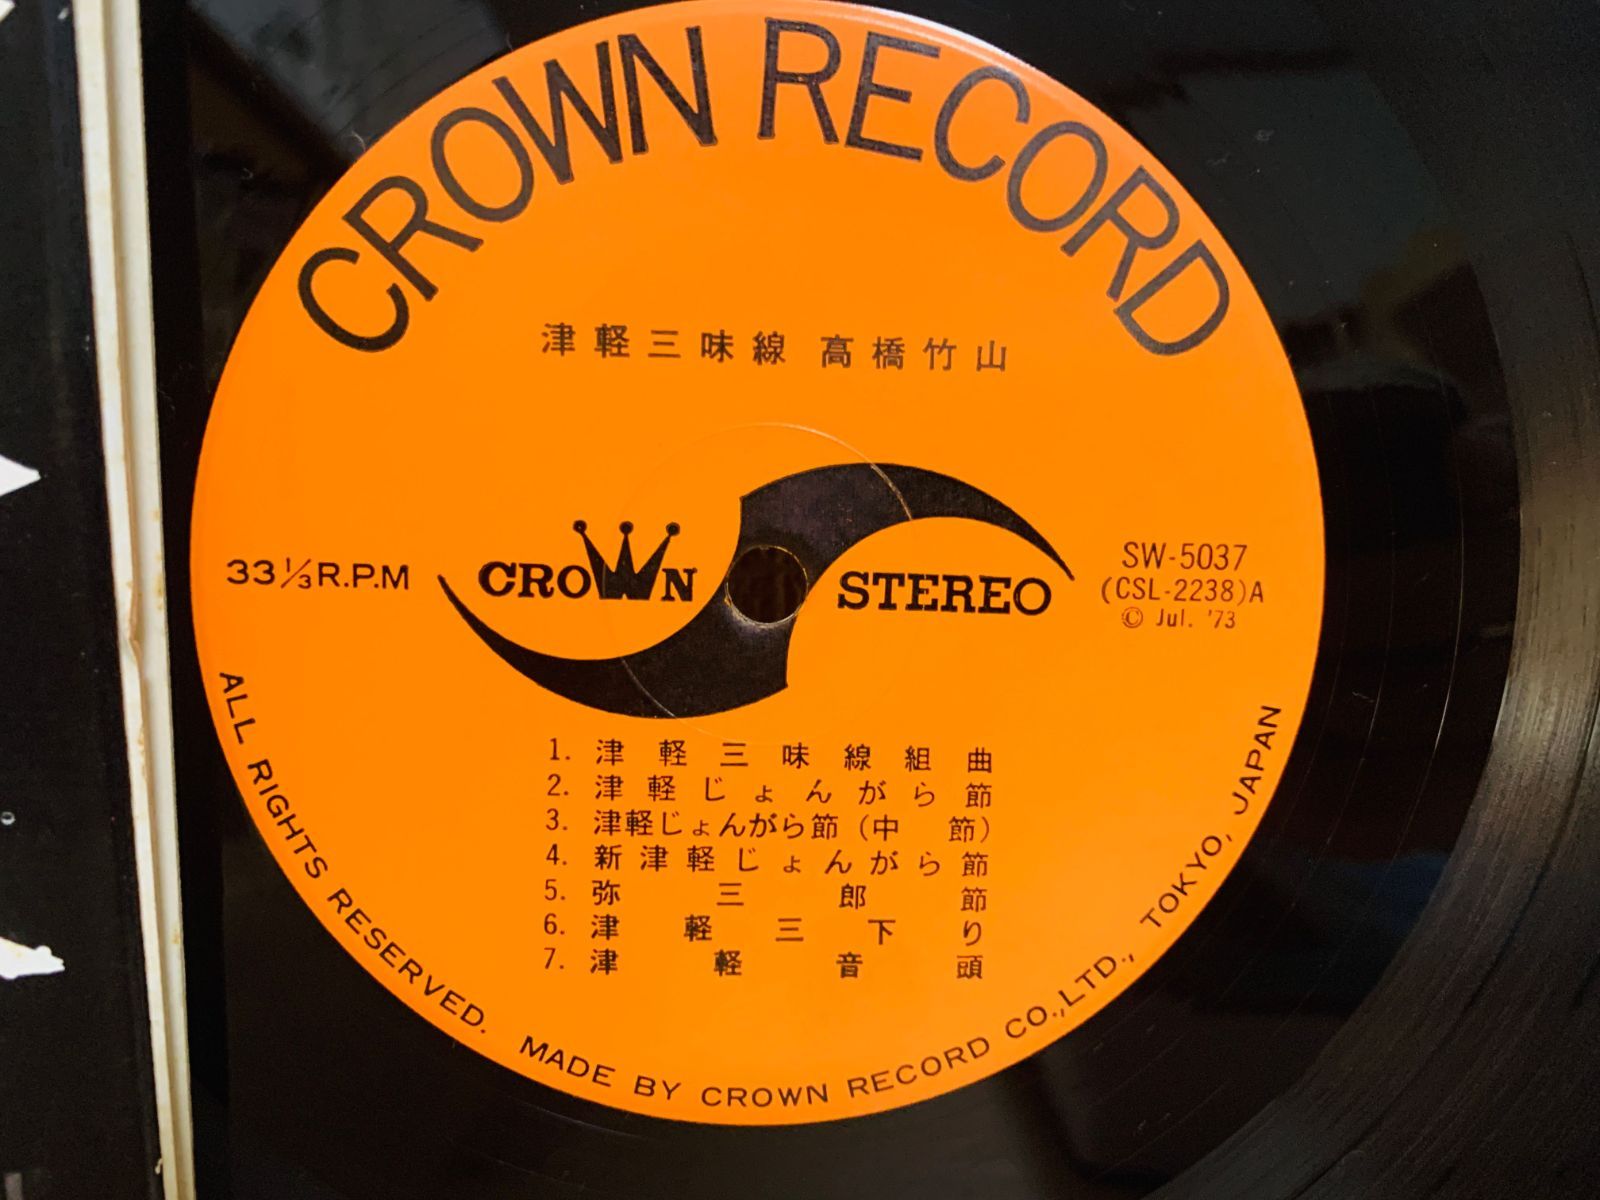 CROWN RECORD
津軽三味線 高橋竹山
33 1/3 R.P.M
CROWN
STEREO
SW-5037
(CSL-2238)A
© Jul. '73
1. 津軽三味線組曲
2. 津軽じょんがら節
3. 津軽じょんがら節(中節)
4. 新津軽じょんがら節
5. 弥三郎節
6. 津軽三下り
7. 津軽音頭
ALL RIGHTS RESERVED. MADE BY CROWN RECORD CO.,LTD., TOKYO, JAPAN